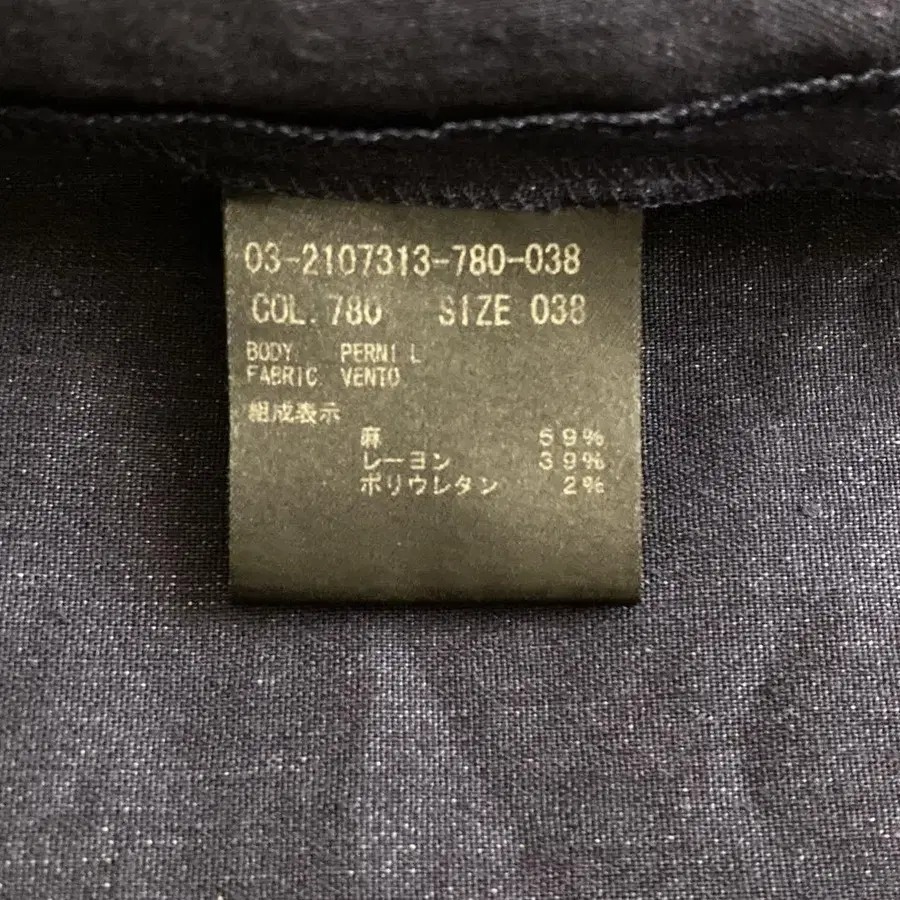 03-2107313-780-038
COL. 780 SIZE 038
BODY: PERNI L
FABRIC: VENTO
組成表示
麻 59%
レーヨン 39%
ポリウレタン 2%